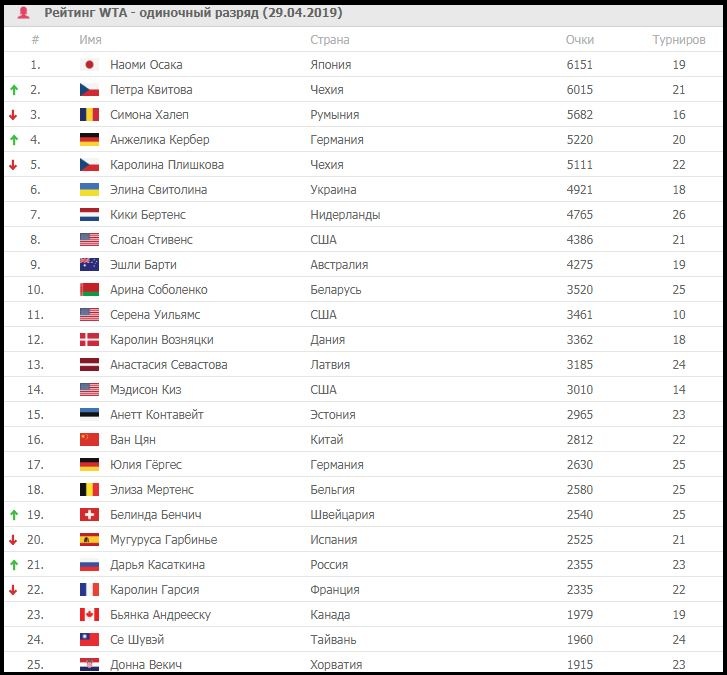 Рейтинг WTA - одиночный разряд (29.04.2019)
# Имя Страна Очки Турниров
1. Наоми Осака Япония 6151 19
2. Петра Квитова Чехия 6015 21
3. Симона Халеп Румыния 5682 16
4. Анжелика Кербер Германия 5220 20
5. Каролина Плишкова Чехия 5111 22
6. Элина Свитолина Украина 4921 18
7. Кики Бертенс Нидерланды 4765 26
8. Слоан Стивенс США 4386 21
9. Эшли Барти Австралия 4275 19
10. Арина Соболенко Беларусь 3520 25
11. Серена Уильямс США 3461 10
12. Каролин Возняцки Дания 3362 18
13. Анастасия Севастова Латвия 3185 24
14. Мэдисон Киз США 3010 14
15. Анетт Контавейт Эстония 2965 23
16. Ван Цян Китай 2812 22
17. Юлия Гёргес Германия 2630 25
18. Элиза Мертенс Бельгия 2580 25
19. Белинда Бенчич Швейцария 2540 25
20. Мугуруса Гарбинье Испания 2525 21
21. Дарья Касаткина Россия 2355 23
22. Каролин Гарсия Франция 2335 22
23. Бьянка Андрееску Канада 1979 19
24. Се Шувэй Тайвань 1960 24
25. Донна Векич Хорватия 1915 23